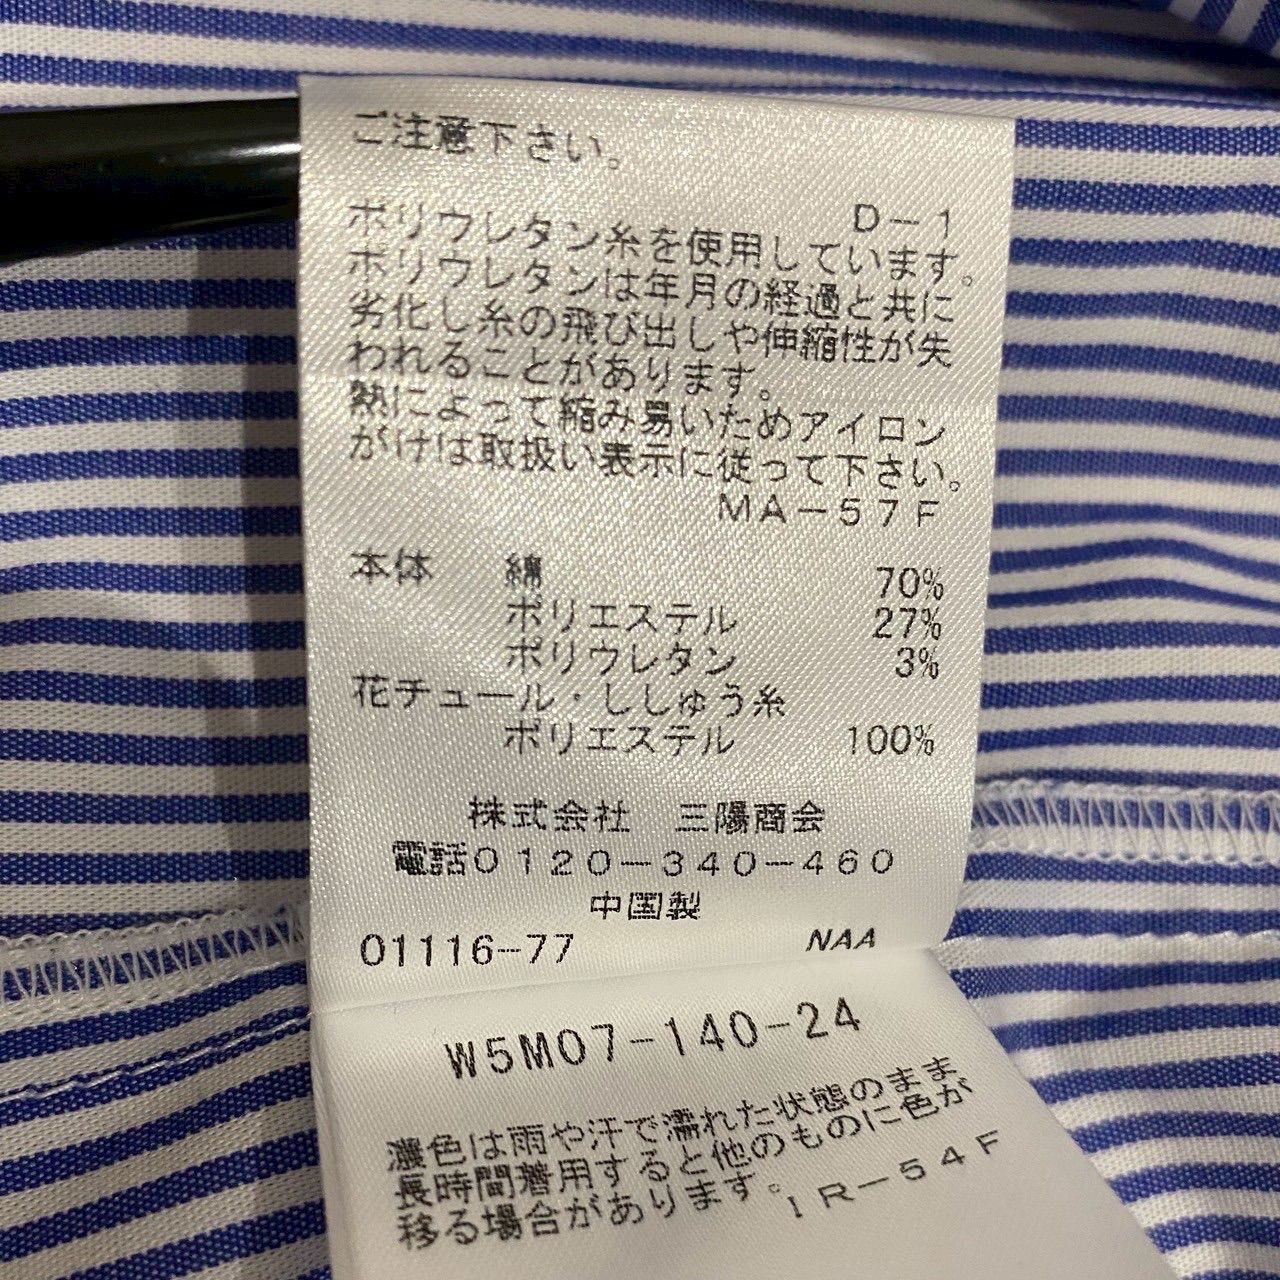 ご注意下さい。
D-1
ポリウレタン糸を使用しています。
ポリウレタンは年月の経過と共に
劣化し糸の飛び出しや伸縮性が失
われることがあります。
熱によって縮み易いためアイロン
がけは取扱い表示に従って下さい。
MA-57F
本体 綿 70%
ポリエステル 27%
ポリウレタン 3%
花チュール・ししゅう糸
ポリエステル 100%
株式会社 三陽商会
電話0120-340-460
中国製
01116-77 NAA
W5M07-140-24
濃色は雨や汗で濡れた状態のまま
長時間着用すると他のものに色が
移る場合があります。
IR-54F